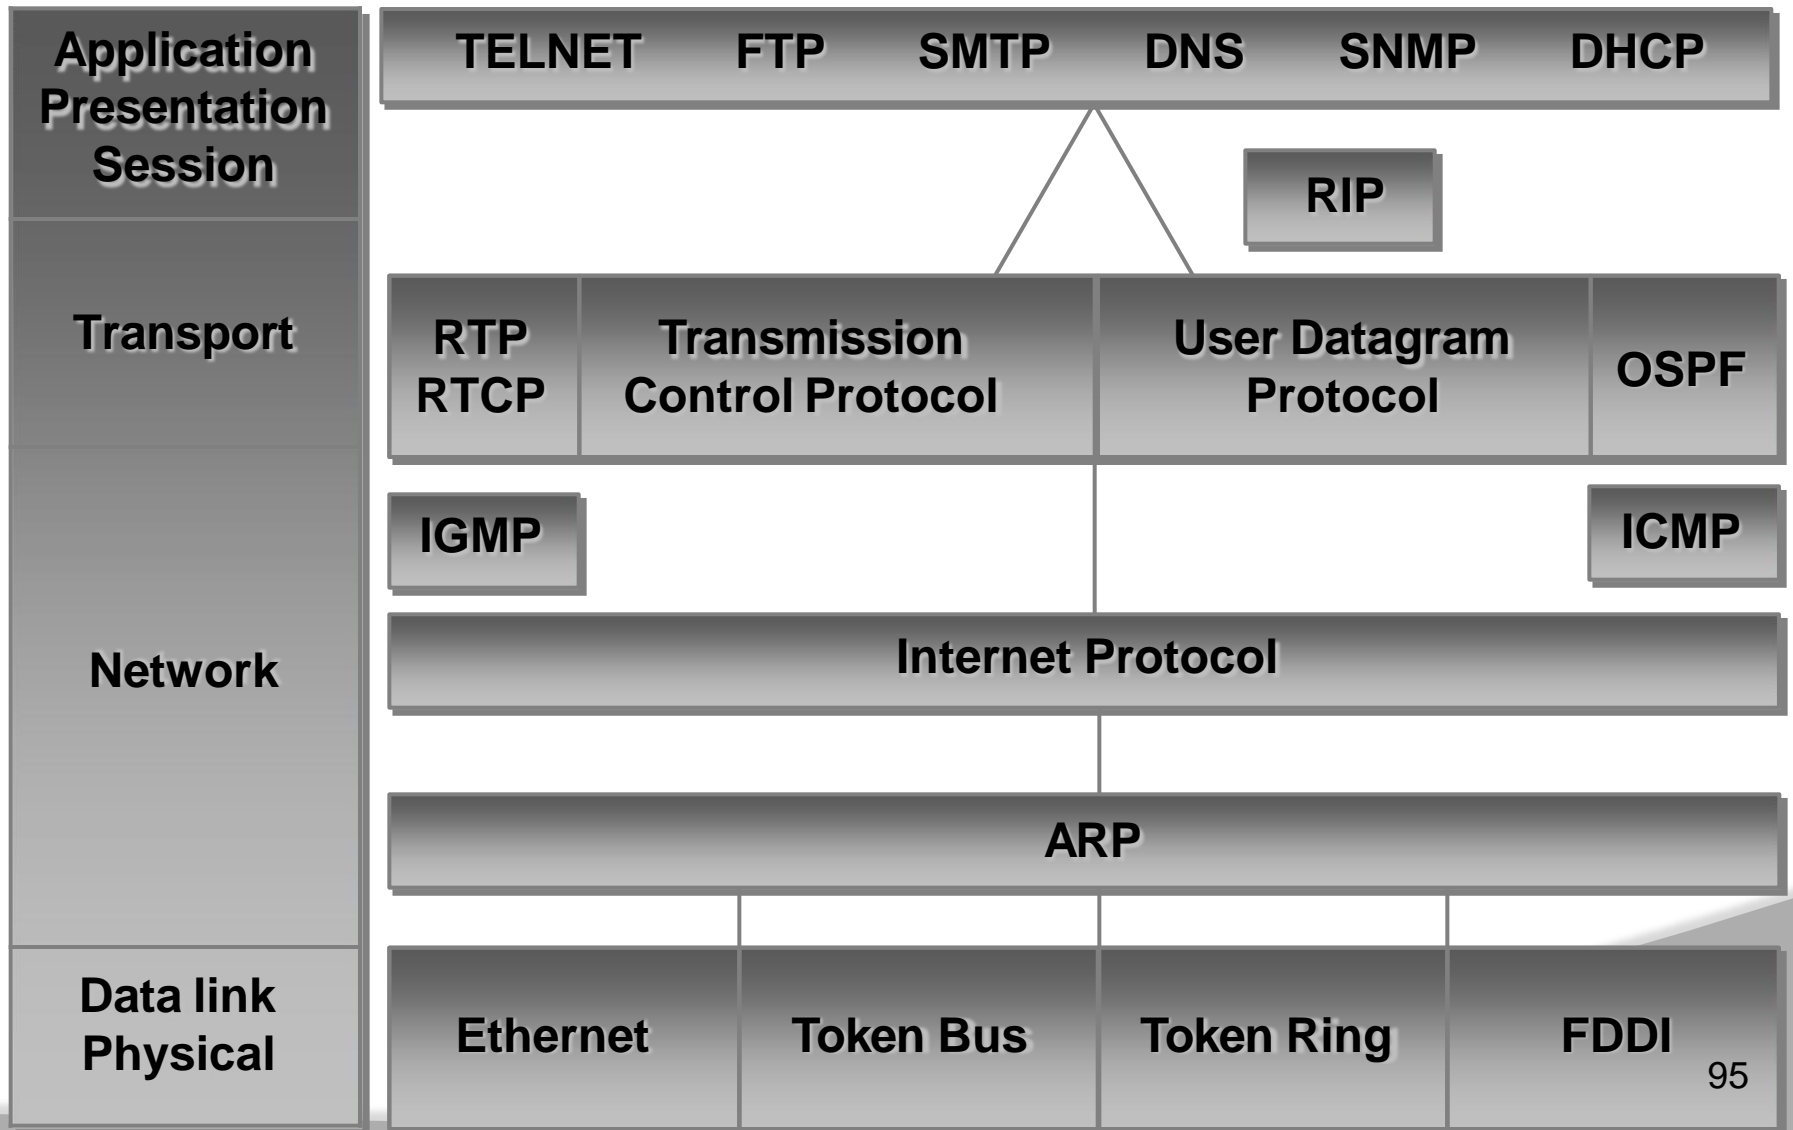 Application
Presentation
Session
TELNET FTP SMTP DNS SNMP DHCP
RIP
Transport
RTP
RTCP
Transmission
Control Protocol
User Datagram
Protocol
OSPF
IGMP
ICMP
Network
Internet Protocol
ARP
Data link
Physical
Ethernet
Token Bus
Token Ring
FDDI
95